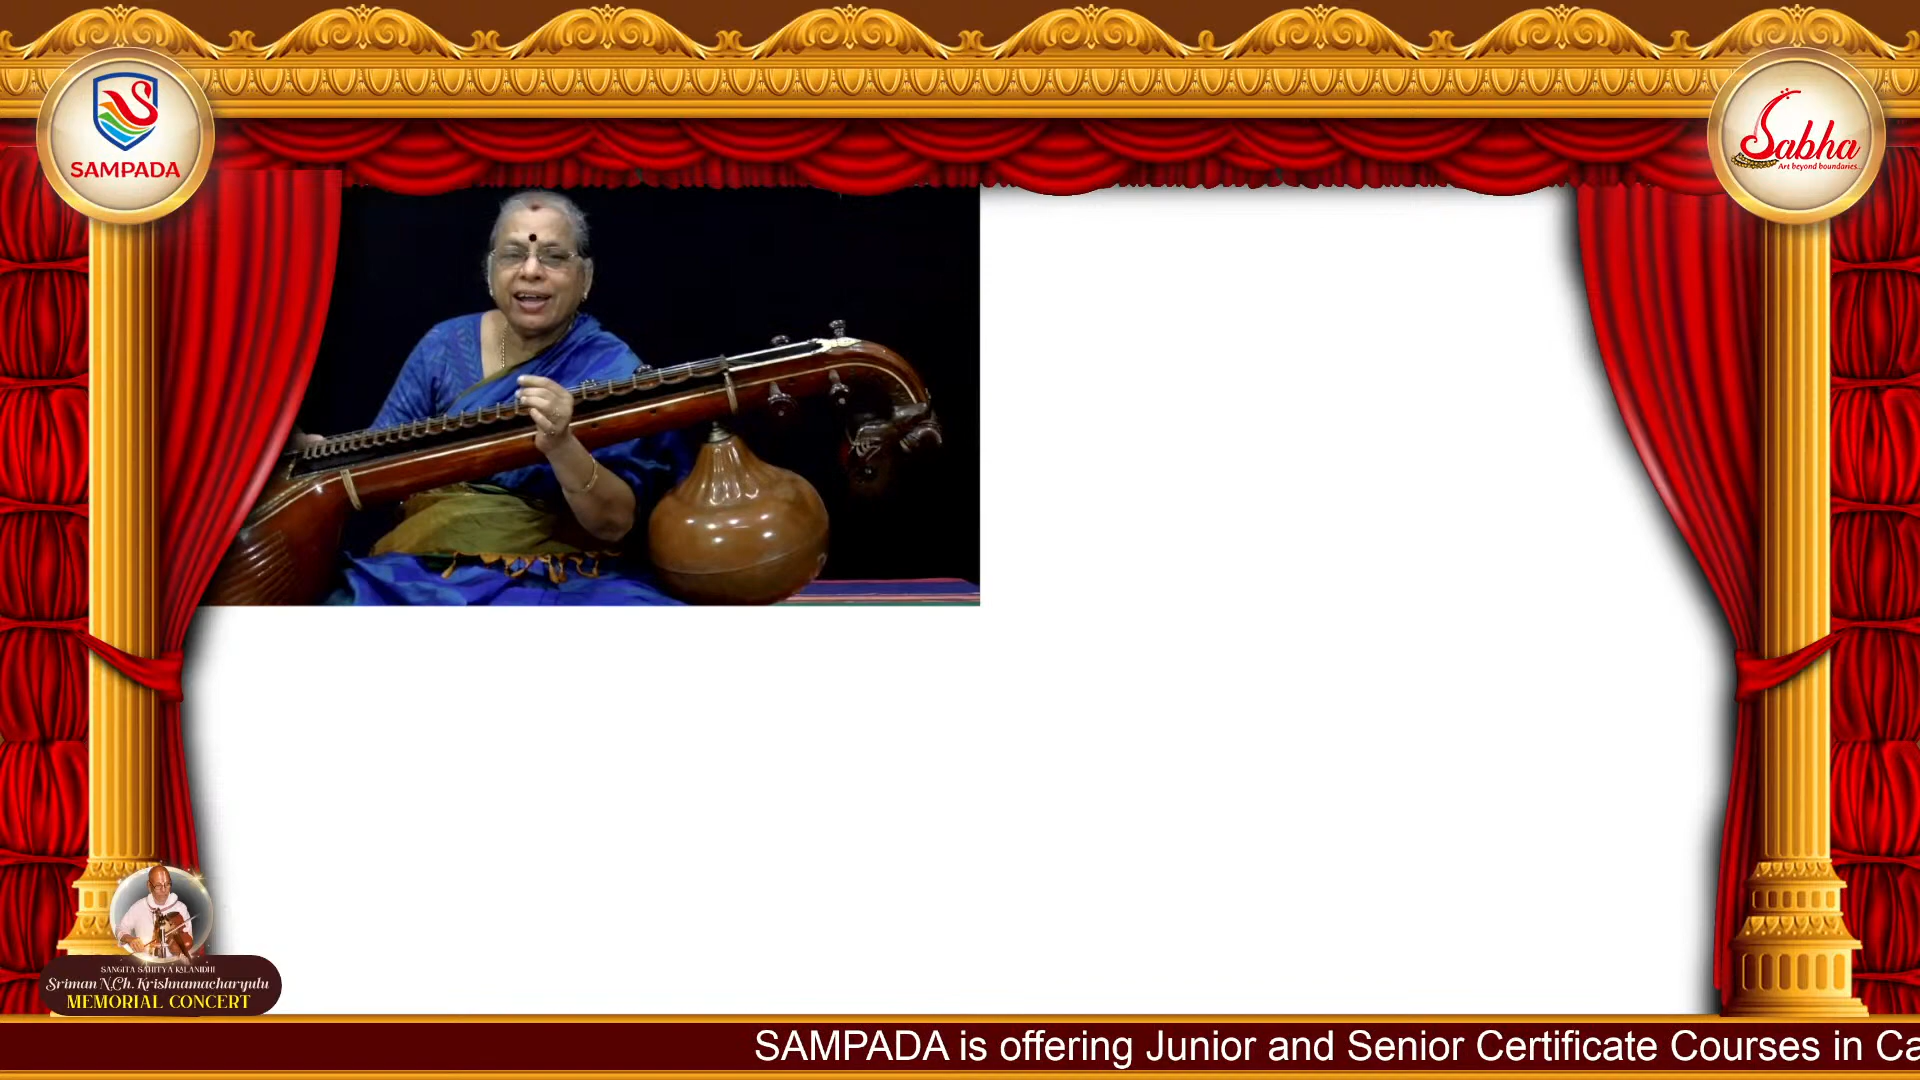 SAMPADA
Sabha
Art beyond boundaries...
SANGITA SAHITYA KALANIDHI
Sriman N.Ch. Krishnamacharyulu
MEMORIAL CONCERT
SAMPADA is offering Junior and Senior Certificate Courses in Ca